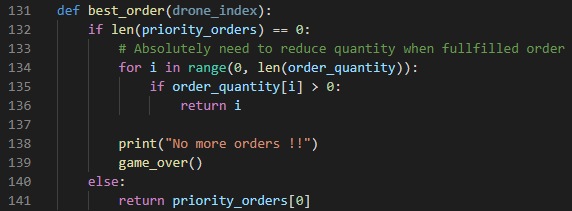 131 def best_order(drone_index):
132     if len(priority_orders) == 0:
133         # Absolutely need to reduce quantity when fullfilled order
134         for i in range(0, len(order_quantity)):
135             if order_quantity[i] > 0:
136                 return i
137
138         print("No more orders !!")
139         game_over()
140     else:
141         return priority_orders[0]